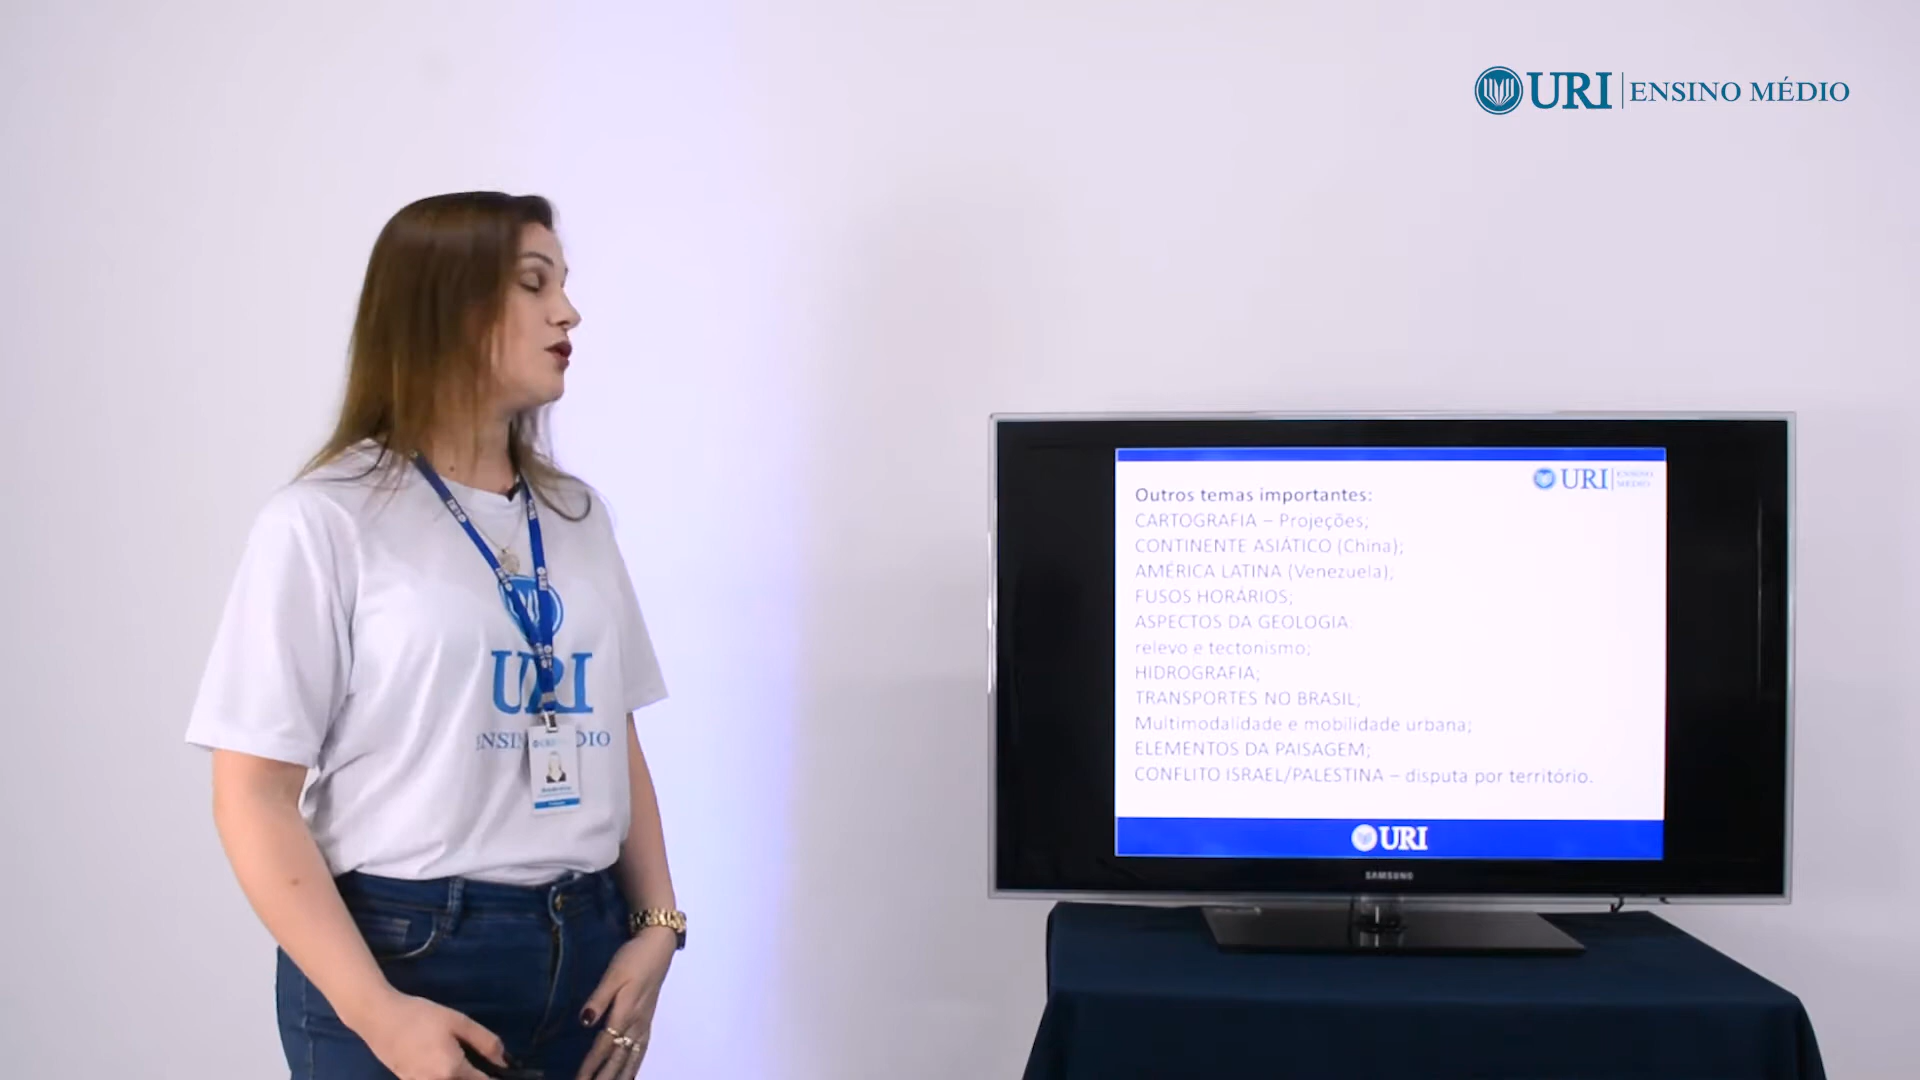 URI ENSINO MÉDIO
URI ENSINO MÉDIO
Outros temas importantes:
CARTOGRAFIA – Projeções;
CONTINENTE ASIÁTICO (China);
AMÉRICA LATINA (Venezuela);
FUSOS HORÁRIOS;
ASPECTOS DA GEOLOGIA:
relevo e tectonismo;
HIDROGRAFIA;
TRANSPORTES NO BRASIL;
Multimodalidade e mobilidade urbana;
ELEMENTOS DA PAISAGEM;
CONFLITO ISRAEL/PALESTINA – disputa por território.
URI
SAMSUNG
URI